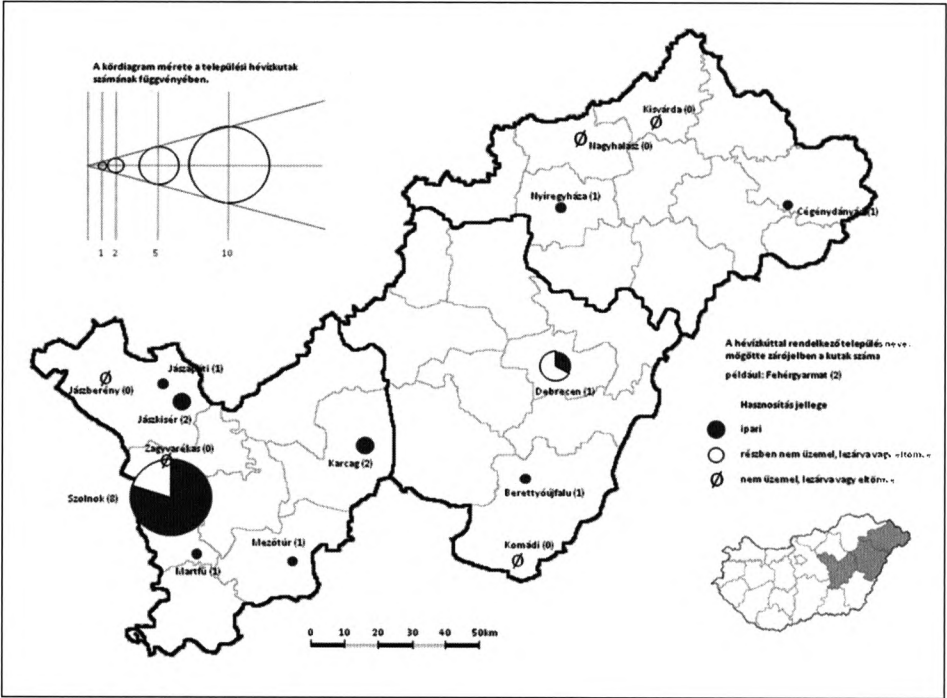 A kördiagram mérete a települési hévízkutak
számának függvényében.
1 2 5 10
Kisvárda (0)
Nagyhalász (0)
Nyíregyháza (1)
Jászapáti (1)
Jászberény (0)
Jászkisér (2)
Zagyvarékas (0)
Szolnok (8)
Karcag (2)
Debrecen (1)
Berettyóújfalu (1)
Mezőtúr (1)
Martfű (1)
Komádi (0)
A hévízkúttal rendelkező település
mögötte zárójelben a kutak száma
például: Fehérgyarmat (2)
Hasznosítás jellege
ipari
részben nem üzemel, lezárva vagy
nem üzemel, lezárva vagy
0 10 20 30 40 50km